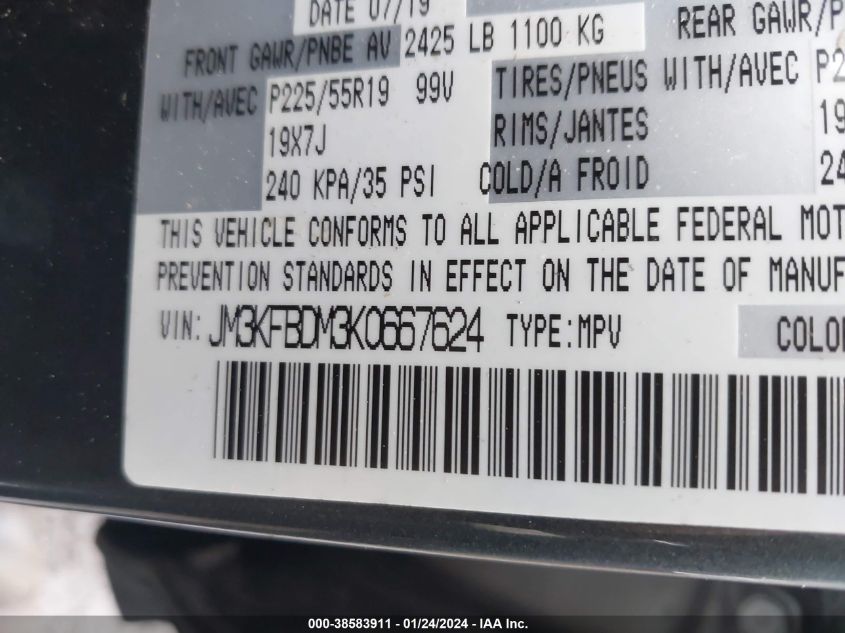 DATE 07/19
FRONT GAWR/PNBE AV 2425 LB 1100 KG REAR GAWR/P
WITH/AVEC P225/55R19 99V TIRES/PNEUS WITH/AVEC P2
19X7J RIMS/JANTES 19
240 KPA/35 PSI COLD/A FROID 24
THIS VEHICLE CONFORMS TO ALL APPLICABLE FEDERAL MOT
PREVENTION STANDARDS IN EFFECT ON THE DATE OF MANUF
VIN: JM3KFBDM3K0667624 TYPE:MPV COLO
000-38583911 / 01/24/2024 / IAA Inc.